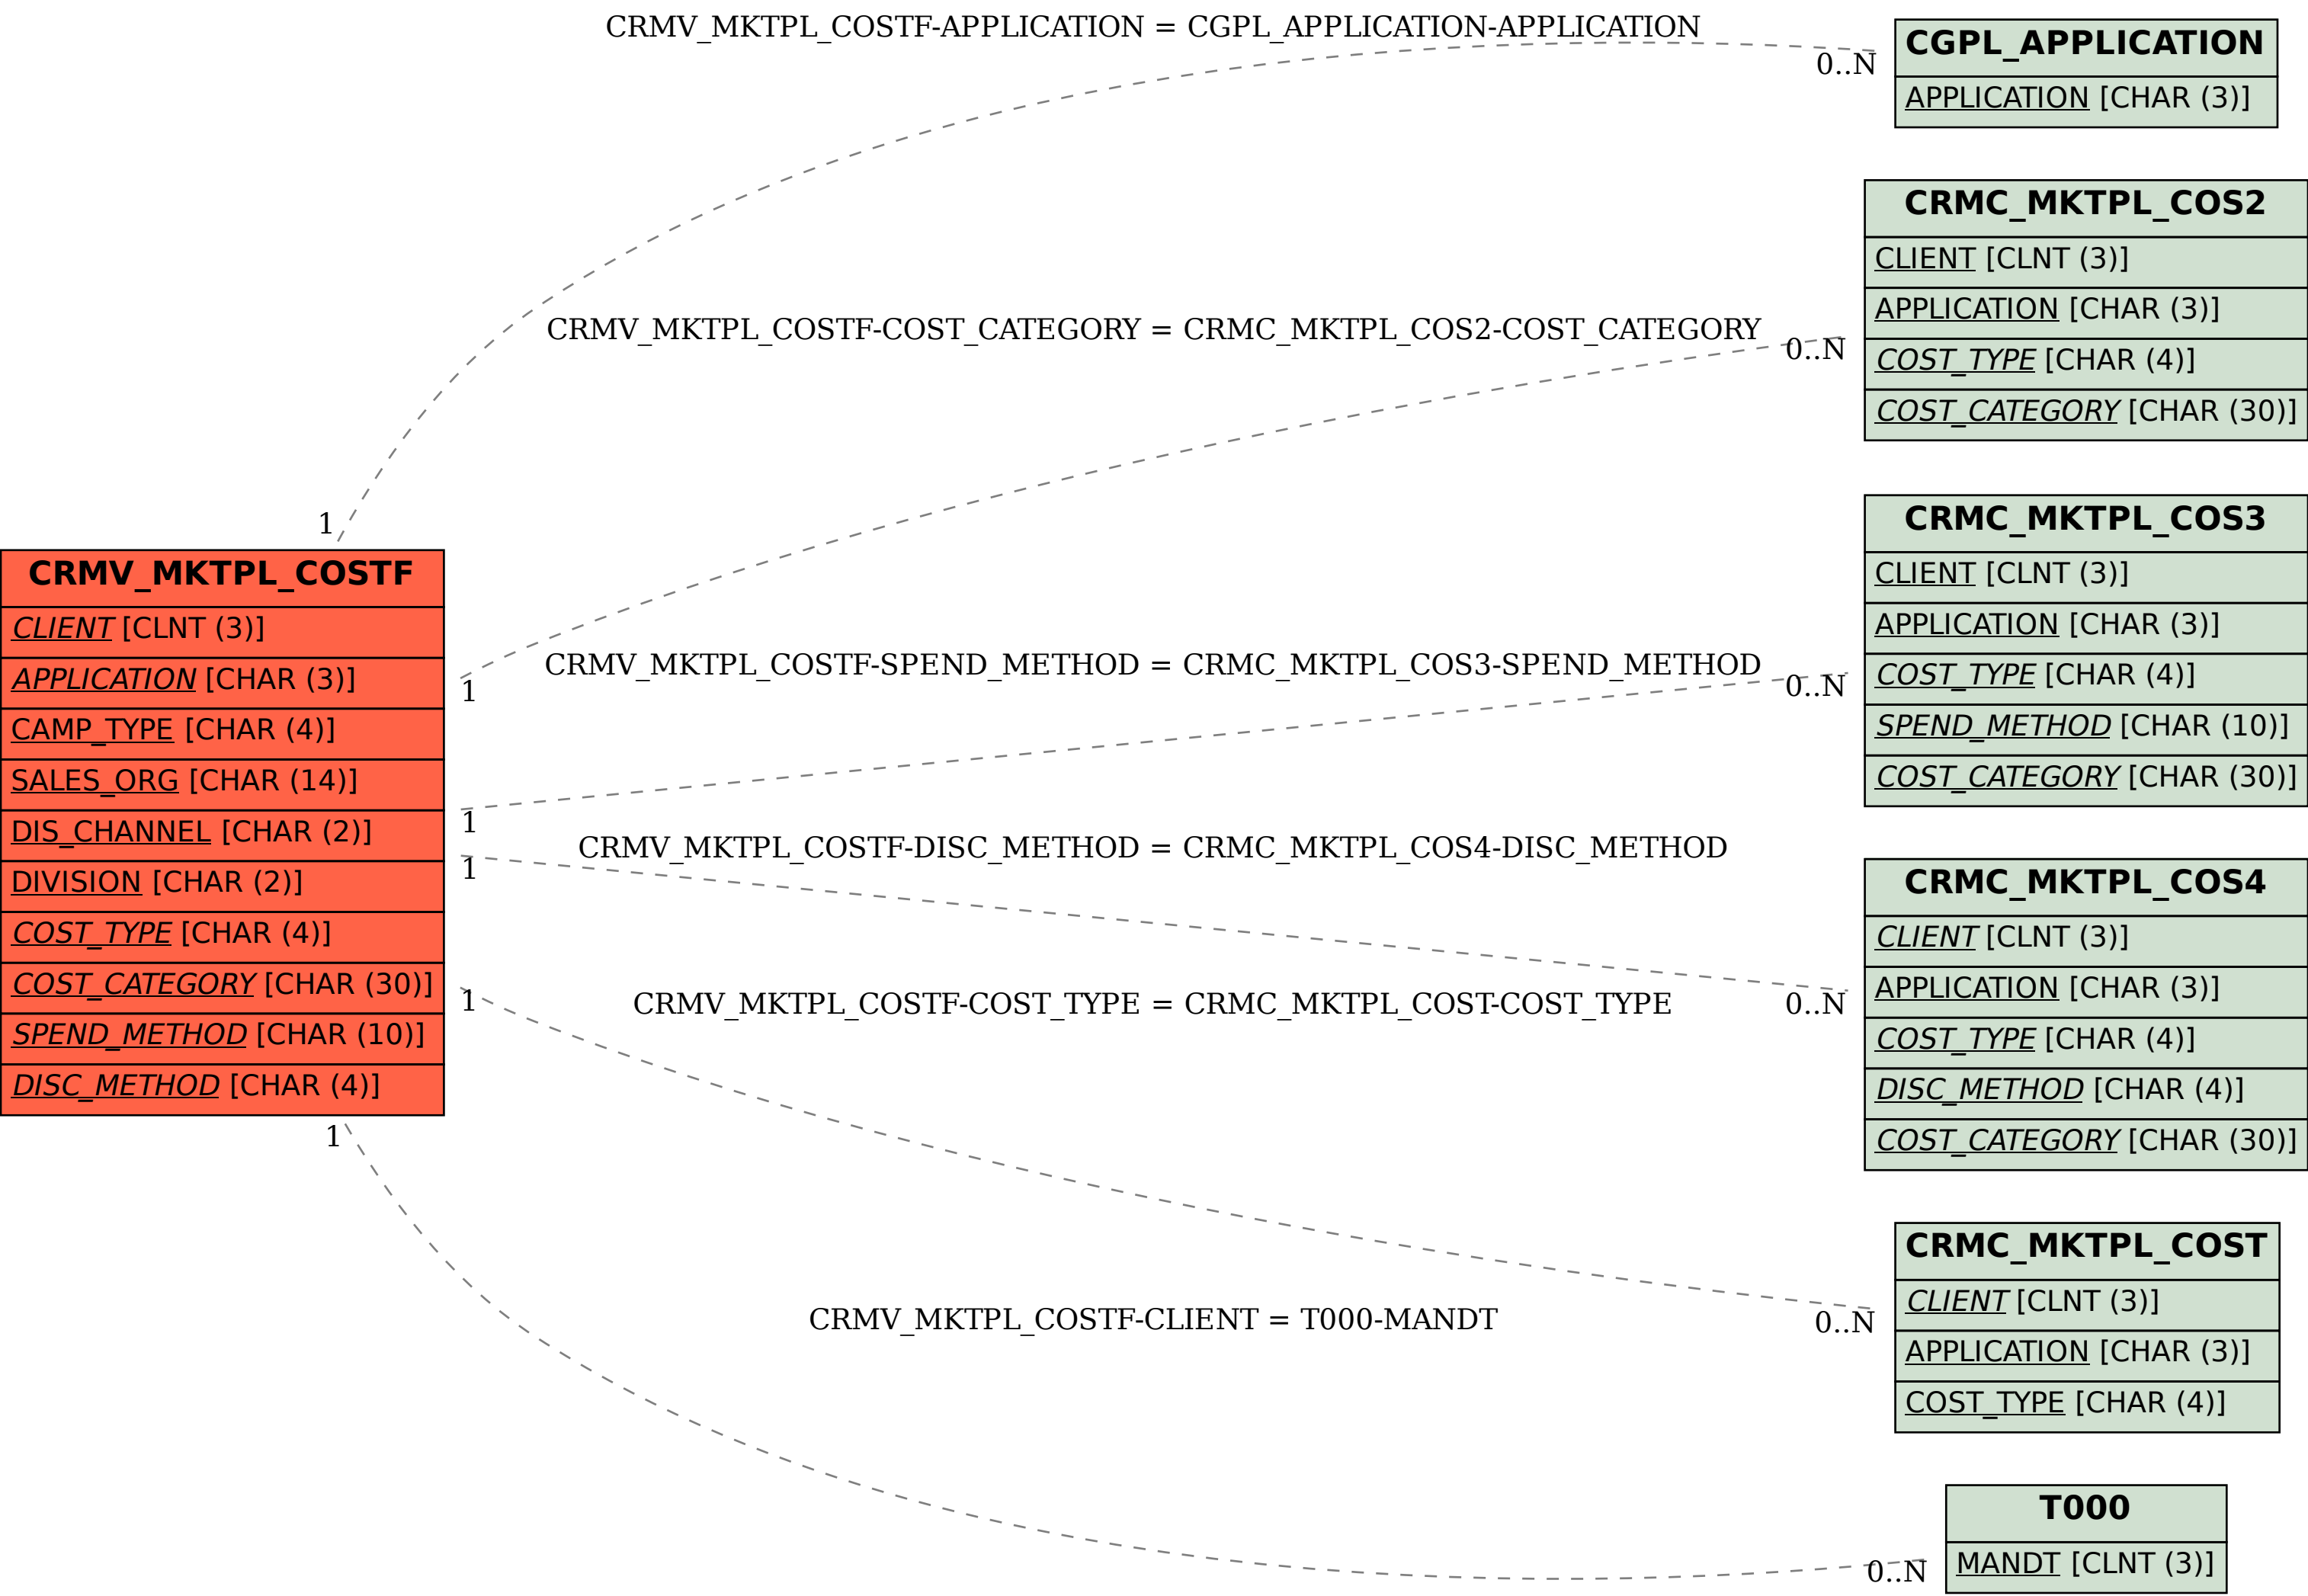 CRMV_MKTPL_COSTF-APPLICATION = CGPL_APPLICATION-APPLICATION
0..N
1
CGPL_APPLICATION
APPLICATION [CHAR (3)]
CRMV_MKTPL_COSTF-COST_CATEGORY = CRMC_MKTPL_COS2-COST_CATEGORY
0..N
1
CRMC_MKTPL_COS2
CLIENT [CLNT (3)]
APPLICATION [CHAR (3)]
COST_TYPE [CHAR (4)]
COST_CATEGORY [CHAR (30)]
CRMV_MKTPL_COSTF
CLIENT [CLNT (3)]
APPLICATION [CHAR (3)]
CAMP_TYPE [CHAR (4)]
SALES_ORG [CHAR (14)]
DIS_CHANNEL [CHAR (2)]
DIVISION [CHAR (2)]
COST_TYPE [CHAR (4)]
COST_CATEGORY [CHAR (30)]
SPEND_METHOD [CHAR (10)]
DISC_METHOD [CHAR (4)]
CRMV_MKTPL_COSTF-SPEND_METHOD = CRMC_MKTPL_COS3-SPEND_METHOD
0..N
1
CRMC_MKTPL_COS3
CLIENT [CLNT (3)]
APPLICATION [CHAR (3)]
COST_TYPE [CHAR (4)]
SPEND_METHOD [CHAR (10)]
COST_CATEGORY [CHAR (30)]
CRMV_MKTPL_COSTF-DISC_METHOD = CRMC_MKTPL_COS4-DISC_METHOD
1
0..N
CRMC_MKTPL_COS4
CLIENT [CLNT (3)]
APPLICATION [CHAR (3)]
COST_TYPE [CHAR (4)]
DISC_METHOD [CHAR (4)]
COST_CATEGORY [CHAR (30)]
CRMV_MKTPL_COSTF-COST_TYPE = CRMC_MKTPL_COST-COST_TYPE
1
0..N
CRMC_MKTPL_COST
CLIENT [CLNT (3)]
APPLICATION [CHAR (3)]
COST_TYPE [CHAR (4)]
CRMV_MKTPL_COSTF-CLIENT = T000-MANDT
1
0..N
T000
MANDT [CLNT (3)]